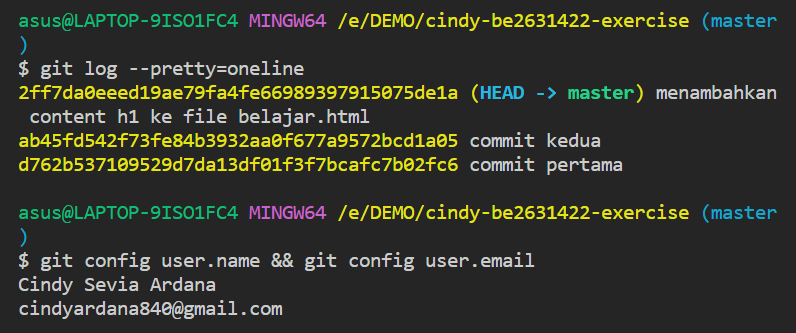 asus@LAPTOP-9ISO1FC4 MINGW64 /e/DEMO/cindy-be2631422-exercise (master
)
$ git log --pretty=oneline
2ff7da0eeed19ae79fa4fe66989397915075de1a (HEAD -> master) menambahkan
 content h1 ke file belajar.html
ab45fd542f73fe84b3932aa0f677a9572bcd1a05 commit kedua
d762b537109529d7da13df01f3f7bcafc7b02fc6 commit pertama

asus@LAPTOP-9ISO1FC4 MINGW64 /e/DEMO/cindy-be2631422-exercise (master
)
$ git config user.name && git config user.email
Cindy Sevia Ardana
cindyardana840@gmail.com